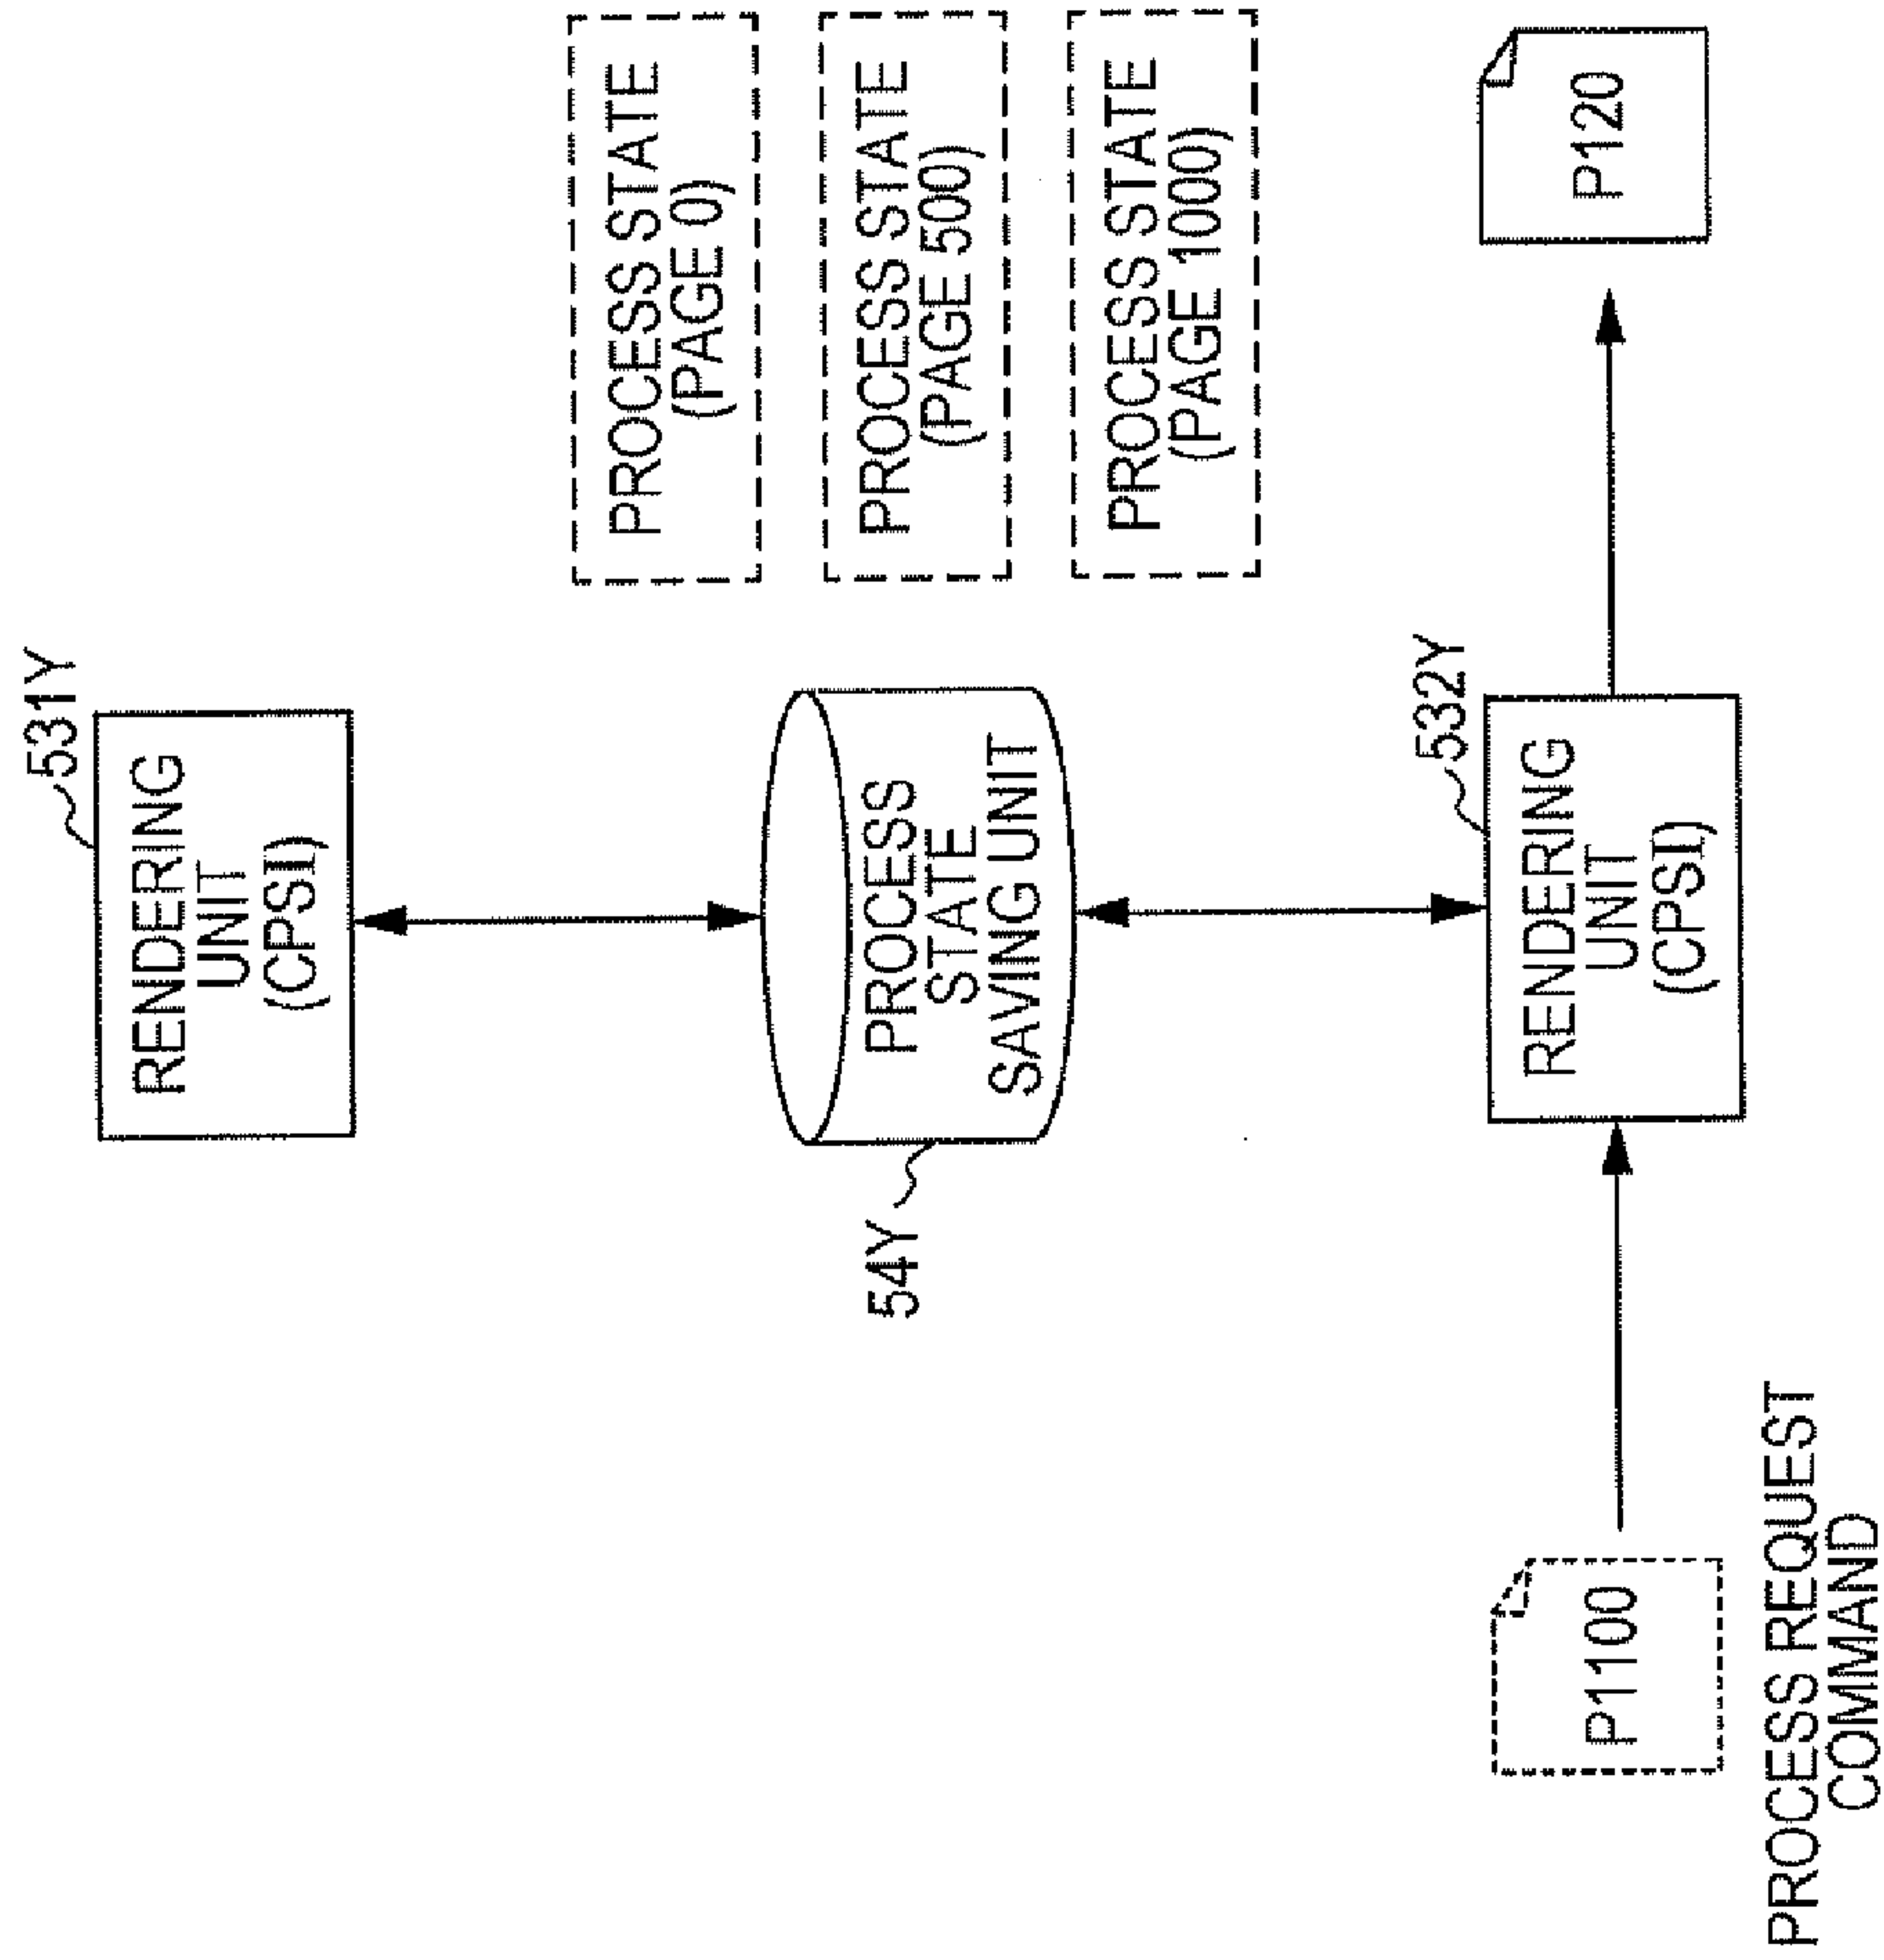 531Y
RENDERING
UNIT
(CPSI)
PROCESS STATE
(PAGE 0)
PROCESS STATE
(PAGE 500)
PROCESS STATE
(PAGE 1000)
54Y
PROCESS
STATE
SAVING UNIT
532Y
RENDERING
UNIT
(CPSI)
P1100
PROCESS REQUEST
COMMAND
P120